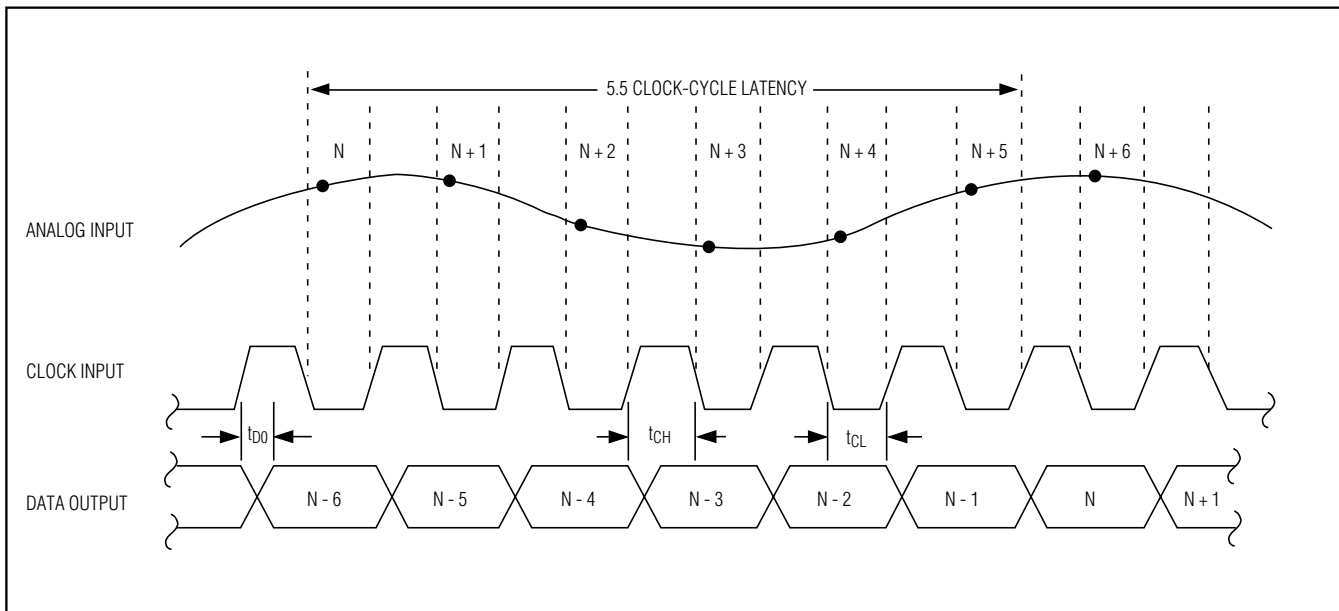 5.5 CLOCK-CYCLE LATENCY
N N + 1 N + 2 N + 3 N + 4 N + 5 N + 6
ANALOG INPUT
CLOCK INPUT
tD0 tCH tCL
DATA OUTPUT N - 6 N - 5 N - 4 N - 3 N - 2 N - 1 N N + 1